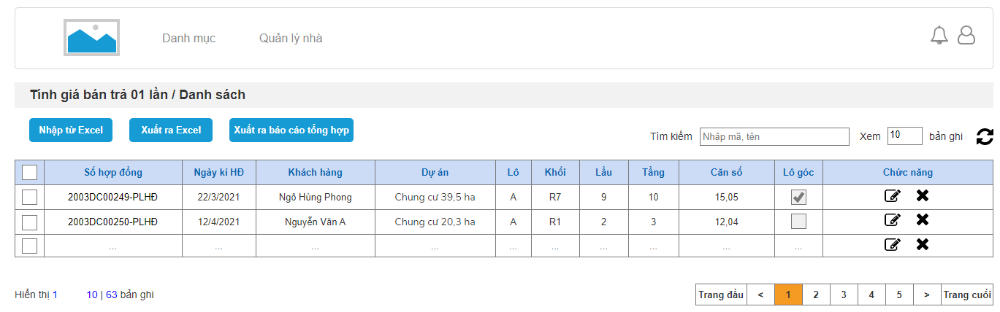 Danh mục Quản lý nhà
Tính giá bán trả 01 lần / Danh sách
Nhập từ Excel Xuất ra Excel Xuất ra báo cáo tổng hợp
Tìm kiếm Nhập mã, tên Xem 10 bản ghi
Số hợp đồng Ngày kí HĐ Khách hàng Dự án Lô Khối Lầu Tầng Căn số Lô góc Chức năng
2003DC00249-PLHĐ 22/3/2021 Ngô Hùng Phong Chung cư 39,5 ha A R7 9 10 15,05
2003DC00250-PLHĐ 12/4/2021 Nguyễn Văn A Chung cư 20,3 ha A R1 2 3 12,04
... ... ... ... ... ... ... ... ... ...
Hiển thị 1 10 | 63 bản ghi
Trang đầu < 1 2 3 4 5 > Trang cuối